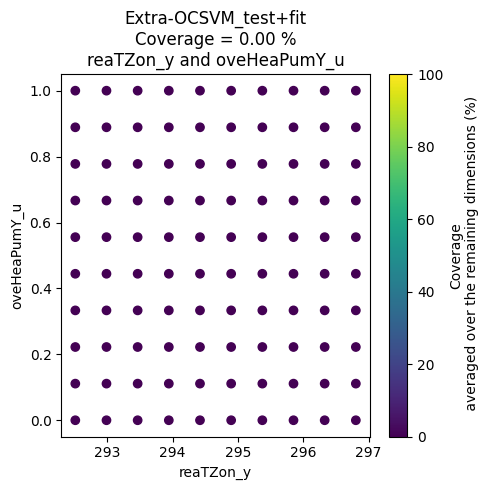 Extra-OCSVM_test+fit
Coverage = 0.00 %
reaTZon_y and oveHeaPumY_u
1.0
0.8
0.6
0.4
0.2
0.0
oveHeaPumY_u
293
294
295
296
297
reaTZon_y
100
80
60
40
20
0
Coverage
averaged over the remaining dimensions (%)